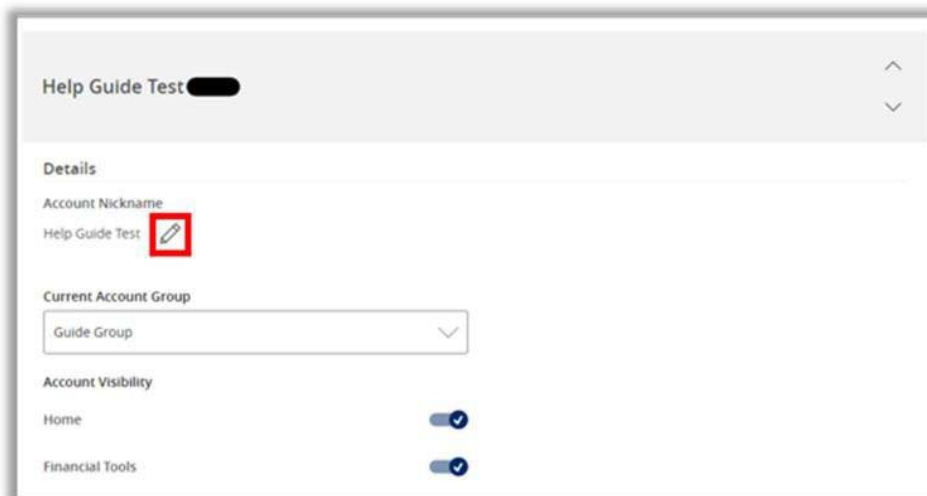 Help Guide Test
Details
Account Nickname
Help Guide Test
Current Account Group
Guide Group
Account Visibility
Home
Financial Tools